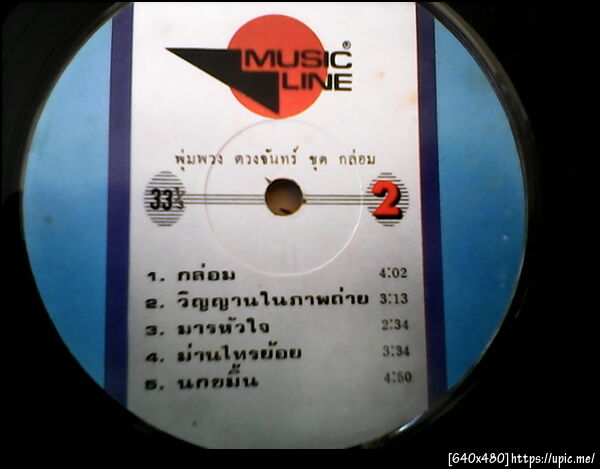 MUSIC®
LINE
พุ่มพวง ดวงจันทร์ ชุด กล่อม
33⅓ 2
1. กล่อม 4:02
2. วิญญานในภาพถ่าย 3:13
3. มารหัวใจ 2:34
4. ม่านไทรย้อย 3:34
5. นกขมิ้น 4:50
[640x480]https://upic.me/